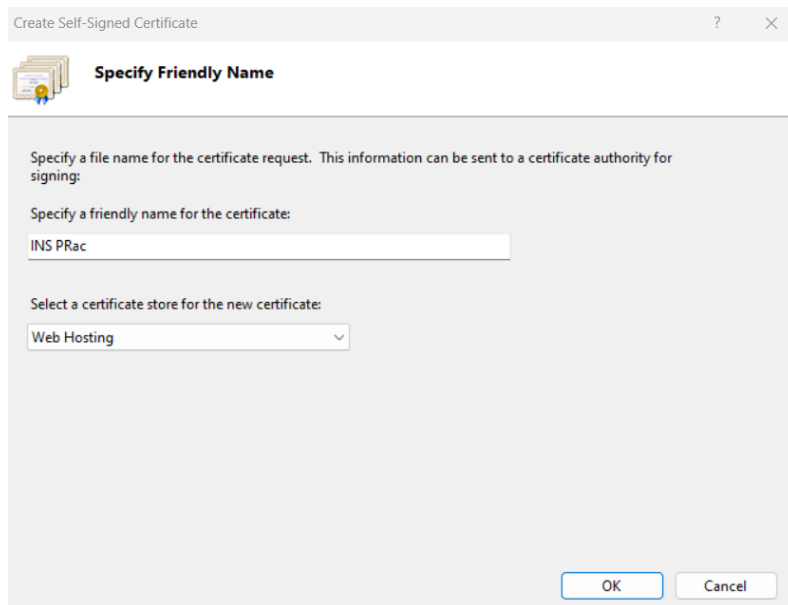 Create Self-Signed Certificate
?
Specify Friendly Name
Specify a file name for the certificate request.  This information can be sent to a certificate authority for
signing:
Specify a friendly name for the certificate:
INS PRac
Select a certificate store for the new certificate:
Web Hosting
OK
Cancel